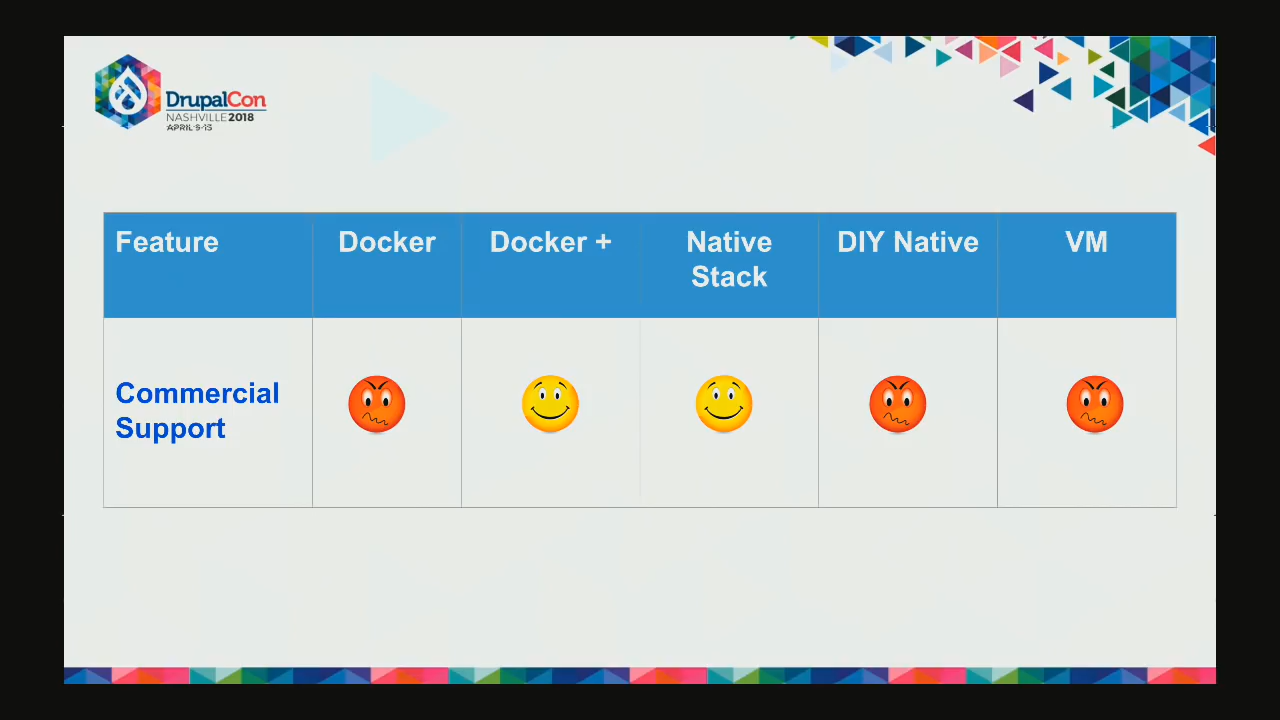 DrupalCon
NASHVILLE 2018
APRIL 9-13
Feature
Docker
Docker +
Native
Stack
DIY Native
VM
Commercial
Support